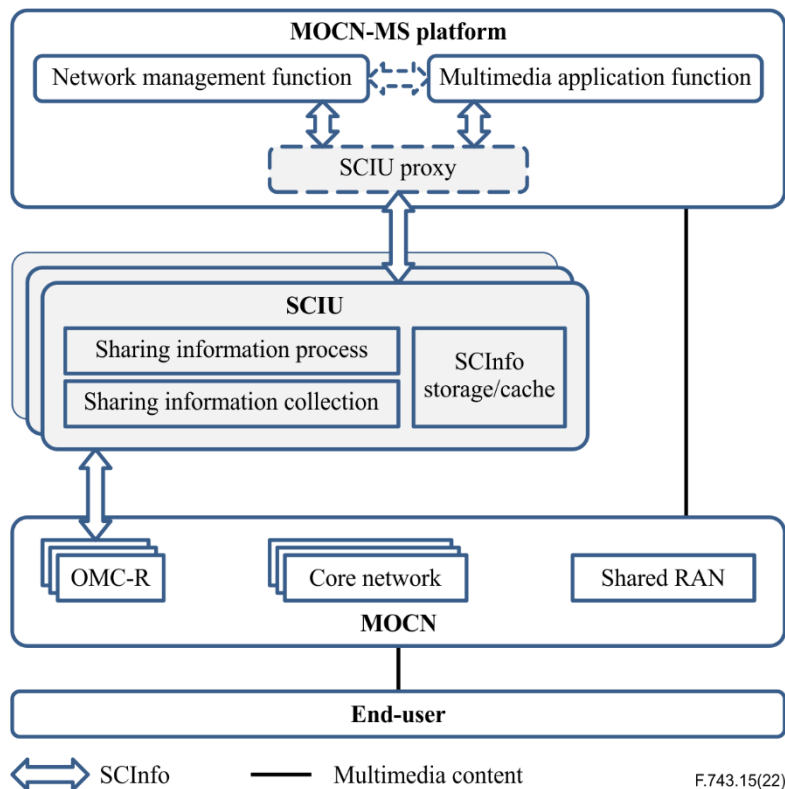 MOCN-MS platform
Network management function
Multimedia application function
SCIU proxy
SCIU
Sharing information process
Sharing information collection
SCInfo
storage/cache
OMC-R
Core network
Shared RAN
MOCN
End-user
SCInfo
Multimedia content
F.743.15(22)